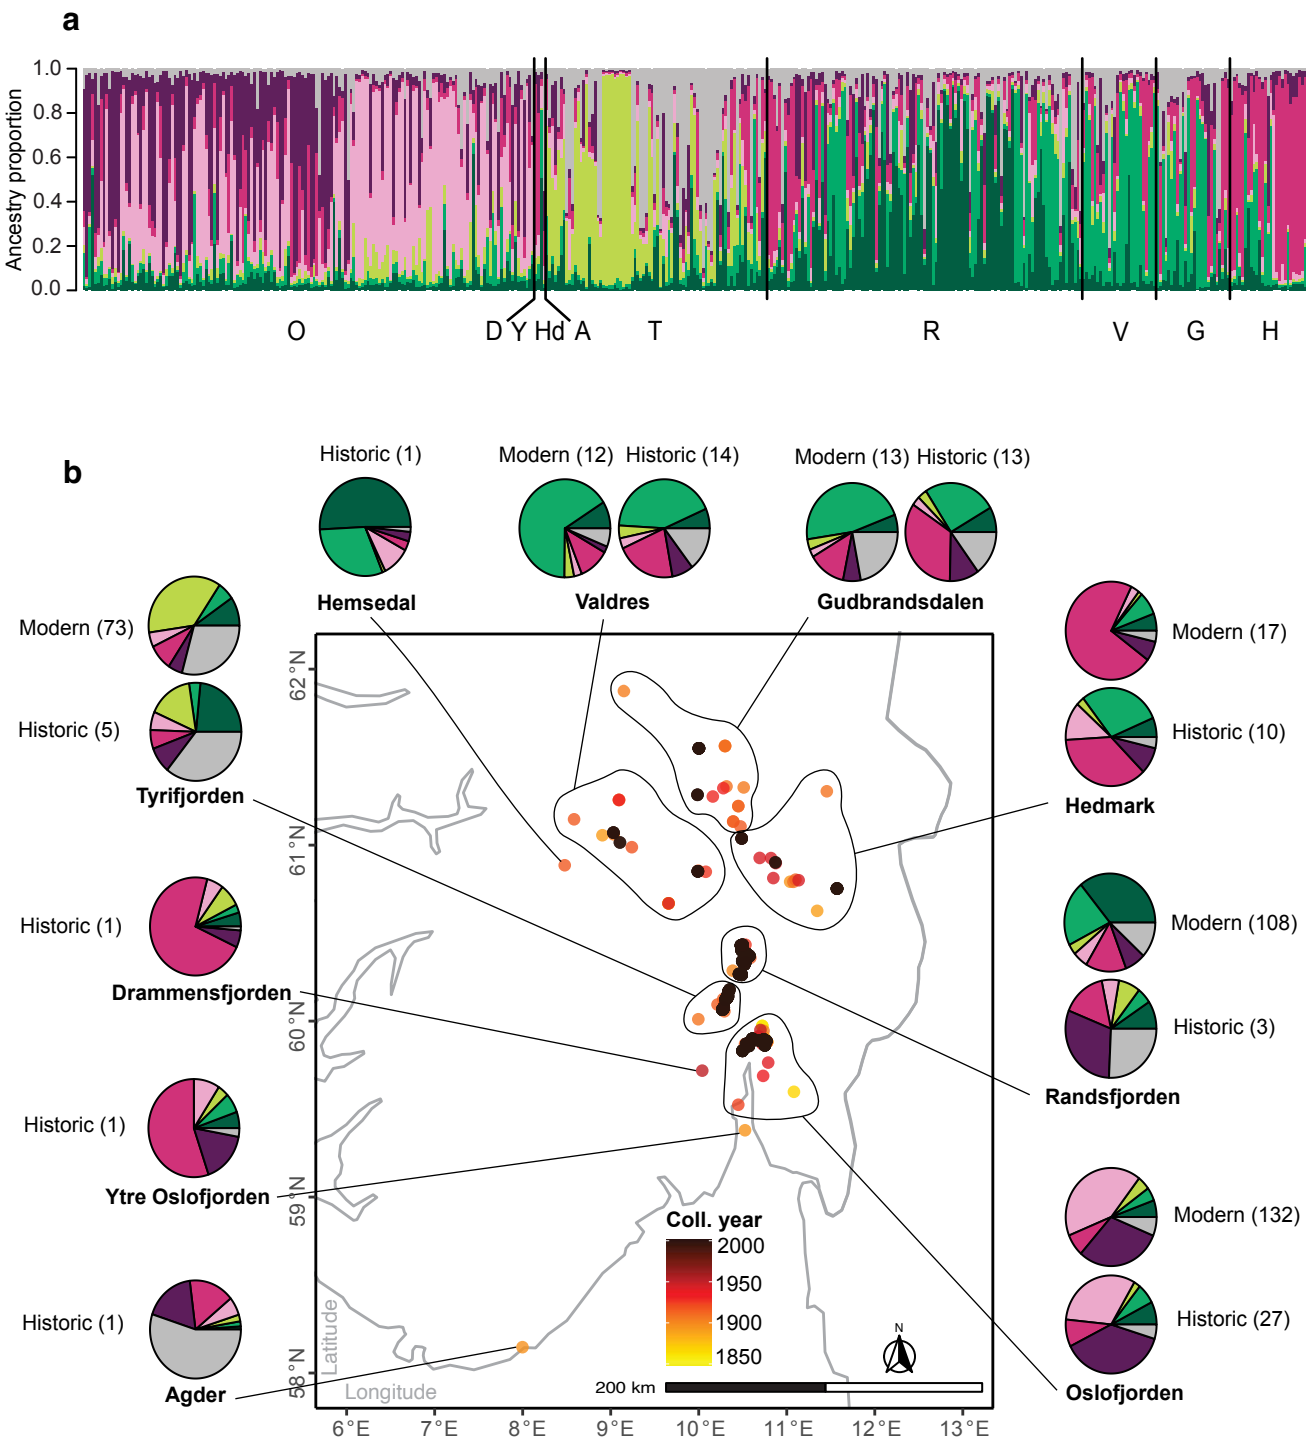 a
Ancestry proportion
1.0
0.8
0.6
0.4
0.2
0.0
O
D
Y
Hd
A
T
R
V
G
H
b
Historic (1)
Hemsedal
Modern (12)
Historic (14)
Valdres
Modern (13)
Historic (13)
Gudbrandsdalen
Modern (73)
Historic (5)
Tyrifjorden
Modern (17)
Historic (10)
Hedmark
Historic (1)
Drammensfjorden
Modern (108)
Historic (3)
Randsfjorden
Historic (1)
Ytre Oslofjorden
Modern (132)
Historic (27)
Oslofjorden
Historic (1)
Agder
62°N
61°N
60°N
59°N
58°N
Latitude
Longitude
Coll. year
2000
1950
1900
1850
N
200 km
6°E
7°E
8°E
9°E
10°E
11°E
12°E
13°E